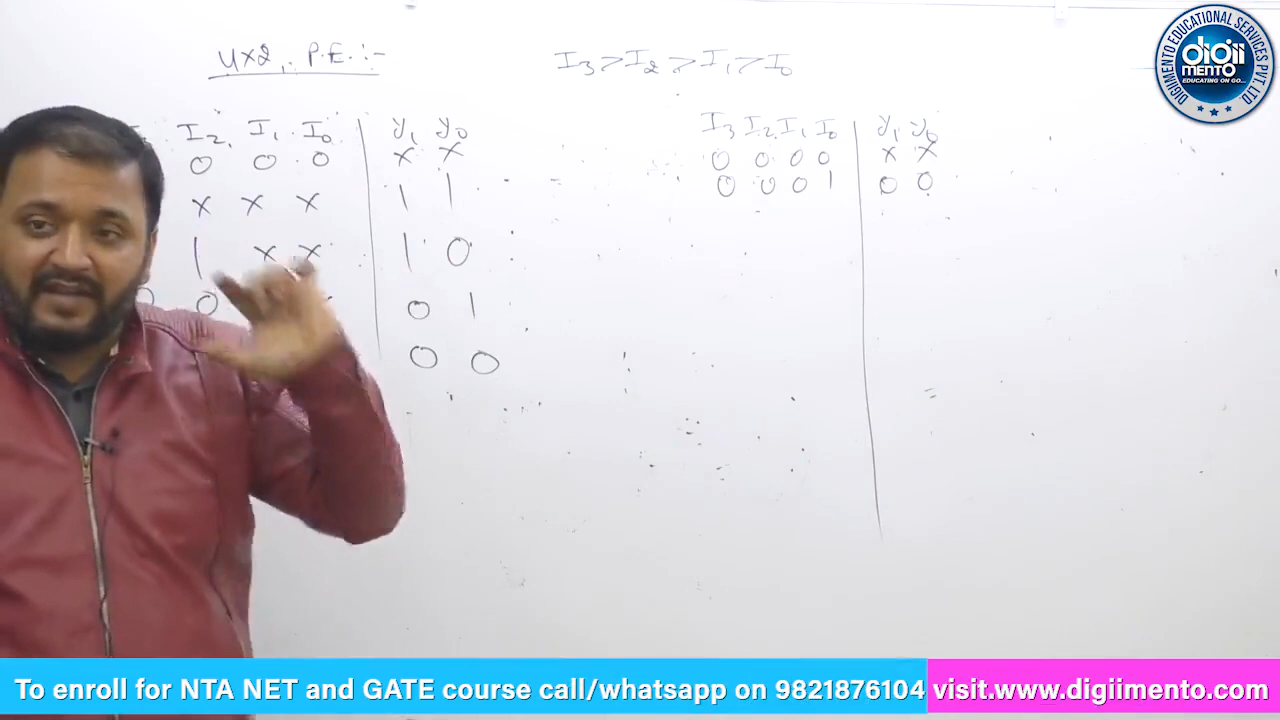 4x2, P.E :-
I3 > I2 > I1 > I0
I2 I1 I0 y1 y0
0 0 0 x x
x x x 1 1
1 x x 1 0
0 0 1
0 0
I3 I2 I1 I0 y1 y0
0 0 0 0 x x
0 0 0 1 0 0
DIGIIMENTO EDUCATIONAL SERVICES PVT. LTD
digii
MENTO
EDUCATING ON GO...
To enroll for NTA NET and GATE course call/whatsapp on 9821876104 visit.www.digiimento.com